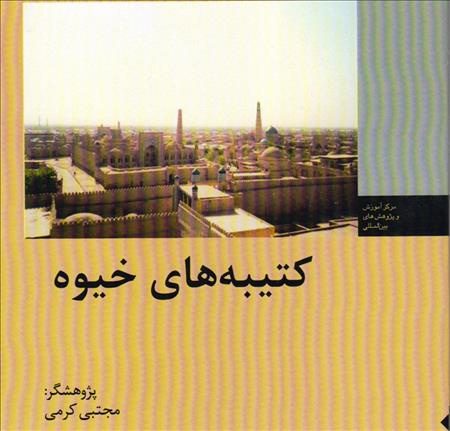 مرکز آموزش
و پژوهش‌های
بین‌المللی
کتیبه‌های خیوه
پژوهشگر:
مجتبی کرمی